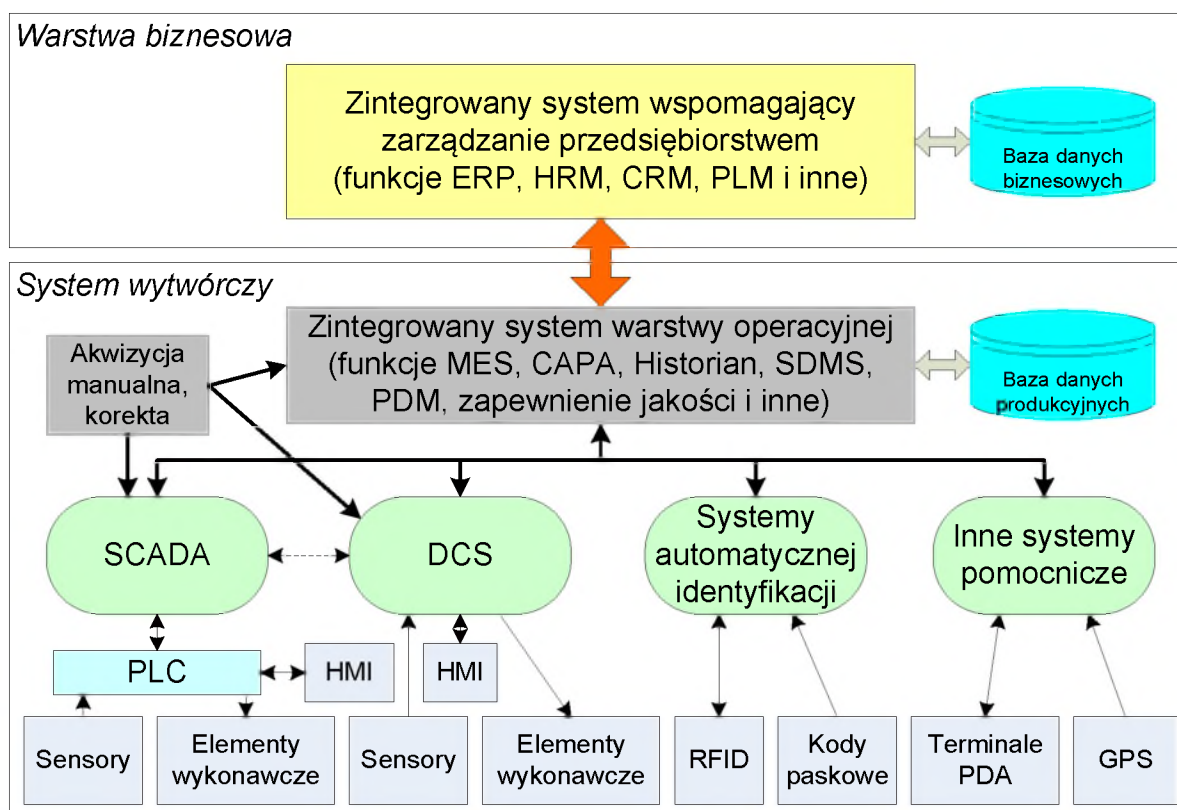 Warstwa biznesowa
Zintegrowany system wspomagający
zarządzanie przedsiębiorstwem
(funkcje ERP, HRM, CRM, PLM i inne)
Baza danych
biznesowych
System wytwórczy
Akwizycja
manualna,
korekta
Zintegrowany system warstwy operacyjnej
(funkcje MES, CAPA, Historian, SDMS,
PDM, zapewnienie jakości i inne)
Baza danych
produkcyjnych
SCADA
DCS
Systemy
automatycznej
identyfikacji
Inne systemy
pomocnicze
PLC
HMI
HMI
Sensory
Elementy
wykonawcze
Sensory
Elementy
wykonawcze
RFID
Kody
paskowe
Terminale
PDA
GPS